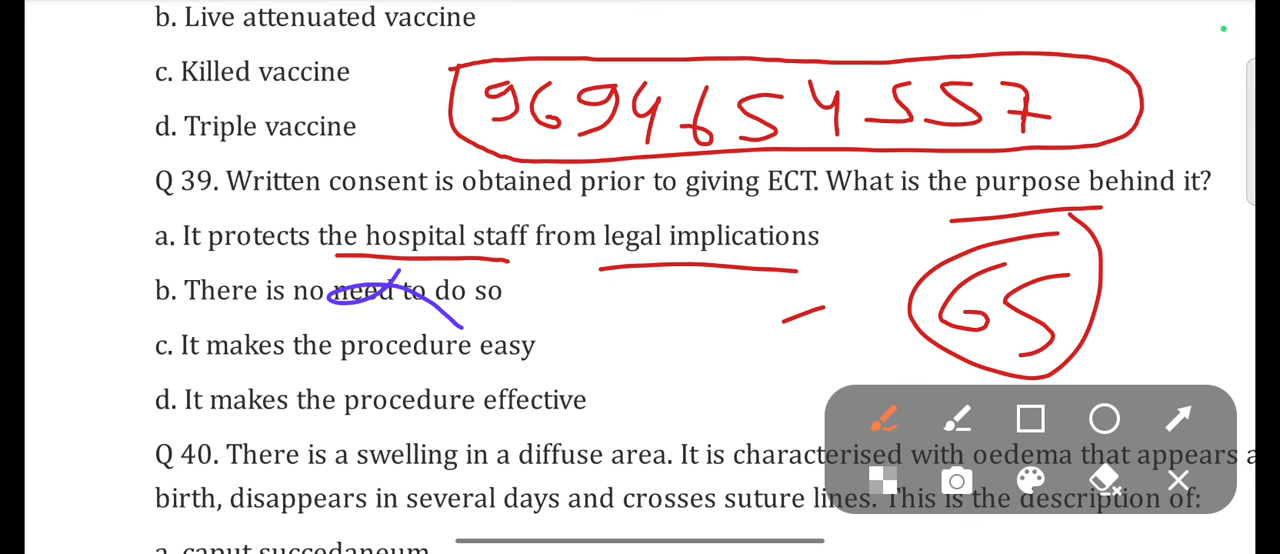 b. Live attenuated vaccine
c. Killed vaccine
9694654557
d. Triple vaccine
Q 39. Written consent is obtained prior to giving ECT. What is the purpose behind it?
a. It protects the hospital staff from legal implications
b. There is no need to do so
GS
c. It makes the procedure easy
d. It makes the procedure effective
Q 40. There is a swelling in a diffuse area. It is characterised with oedema that appears a
birth, disappears in several days and crosses suture lines. This is the description of:
a. caput succedaneum